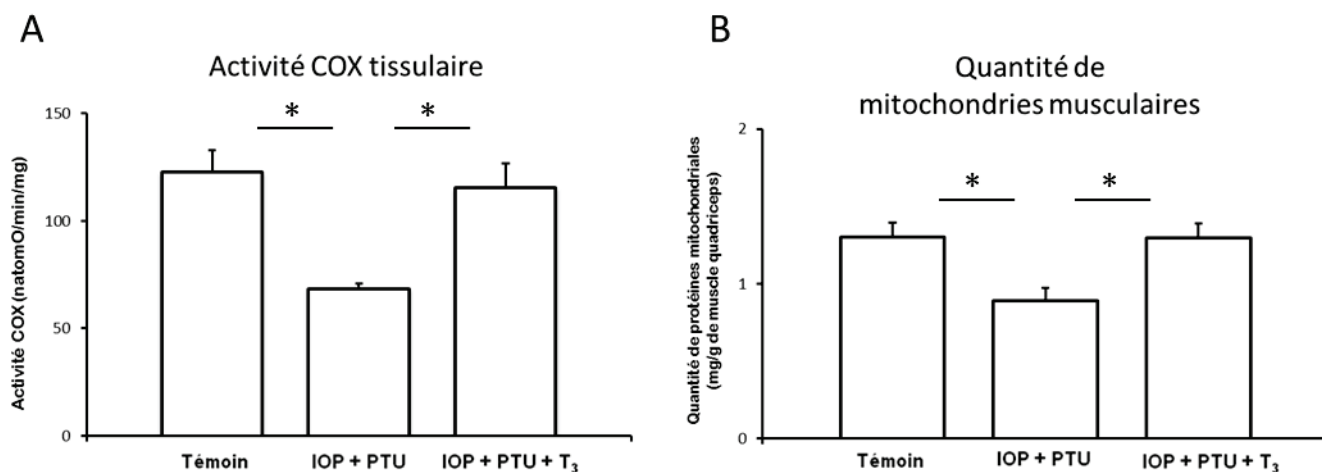 A
Activité COX tissulaire
Activité COX (natomO/min/mg)
150
100
50
0
*
*
Témoin
IOP + PTU
IOP + PTU + T3
B
Quantité de
mitochondries musculaires
Quantité de protéines mitochondriales
(mg/g de muscle quadriceps)
2
1
0
*
*
Témoin
IOP + PTU
IOP + PTU + T3